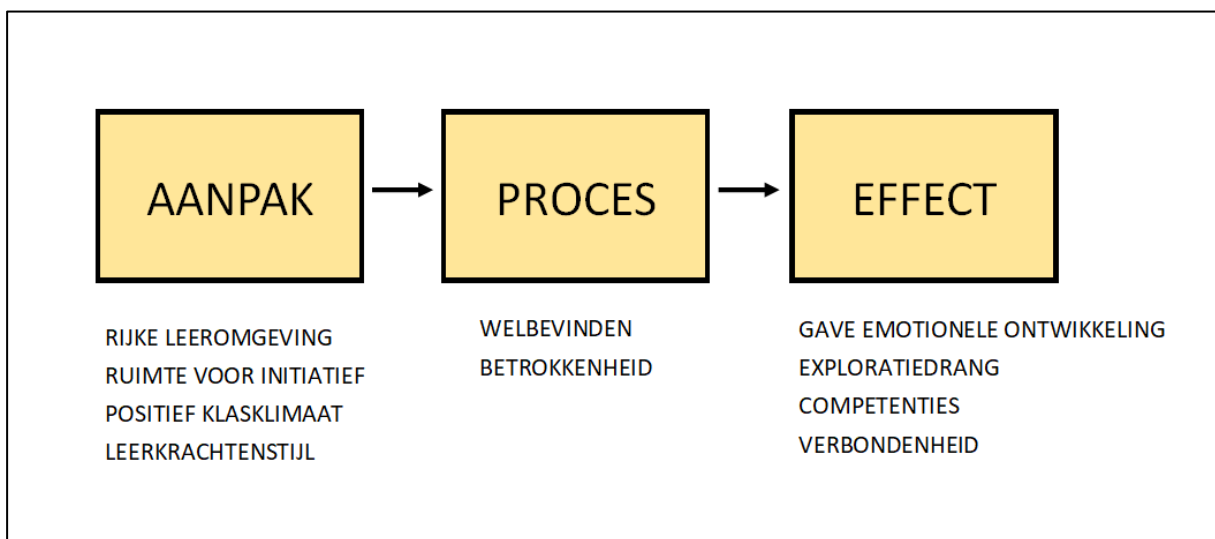 AANPAK
PROCES
EFFECT
RIJKE LEEROMGEVING
RUIMTE VOOR INITIATIEF
POSITIEF KLASKLIMAAT
LEERKRACHTENSTIJL
WELBEVINDEN
BETROKKENHEID
GAVE EMOTIONELE ONTWIKKELING
EXPLORATIEDRANG
COMPETENTIES
VERBONDENHEID